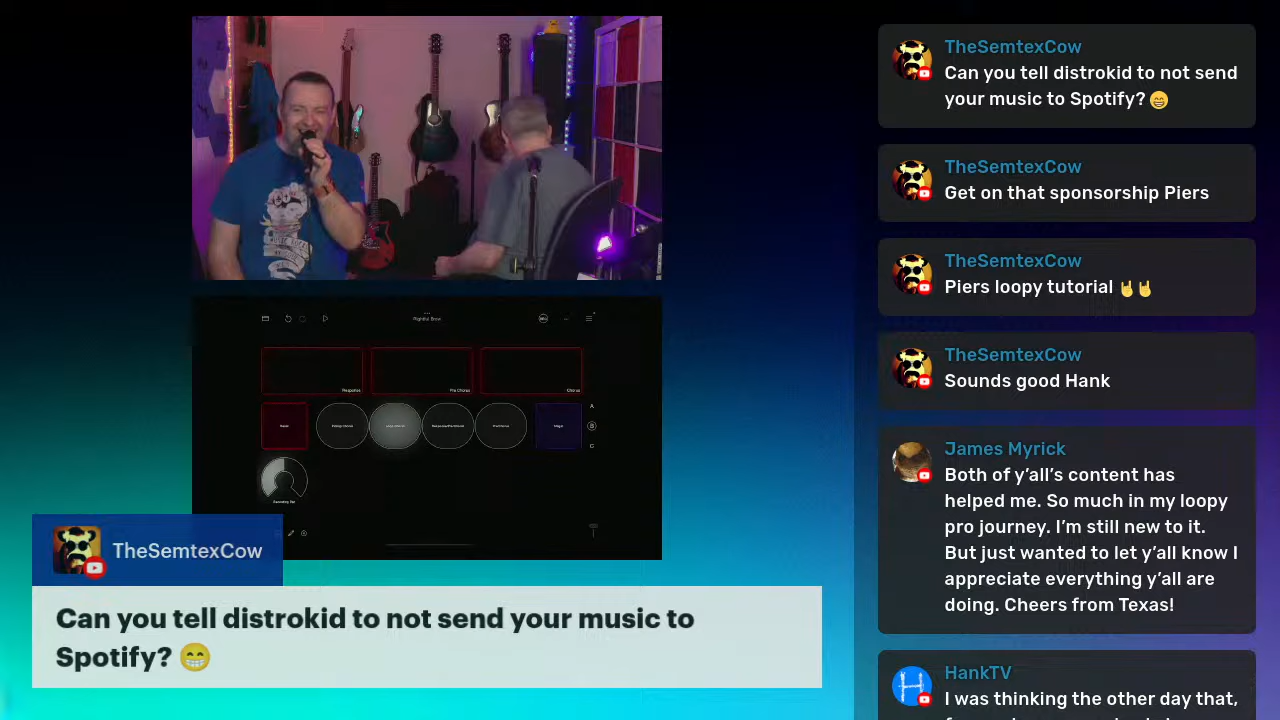 TheSemtexCow
Can you tell distrokid to not send
your music to Spotify? 😁
TheSemtexCow
Get on that sponsorship Piers
TheSemtexCow
Piers loopy tutorial 🤘🤘
TheSemtexCow
Sounds good Hank
James Myrick
Both of y’all’s content has
helped me. So much in my loopy
pro journey. I’m still new to it.
But just wanted to let y’all know I
appreciate everything y’all are
doing. Cheers from Texas!
HankTV
I was thinking the other day that,
Response
Pre Chorus
Chorus
A
B
C
TheSemtexCow
Can you tell distrokid to not send your music to
Spotify? 😁